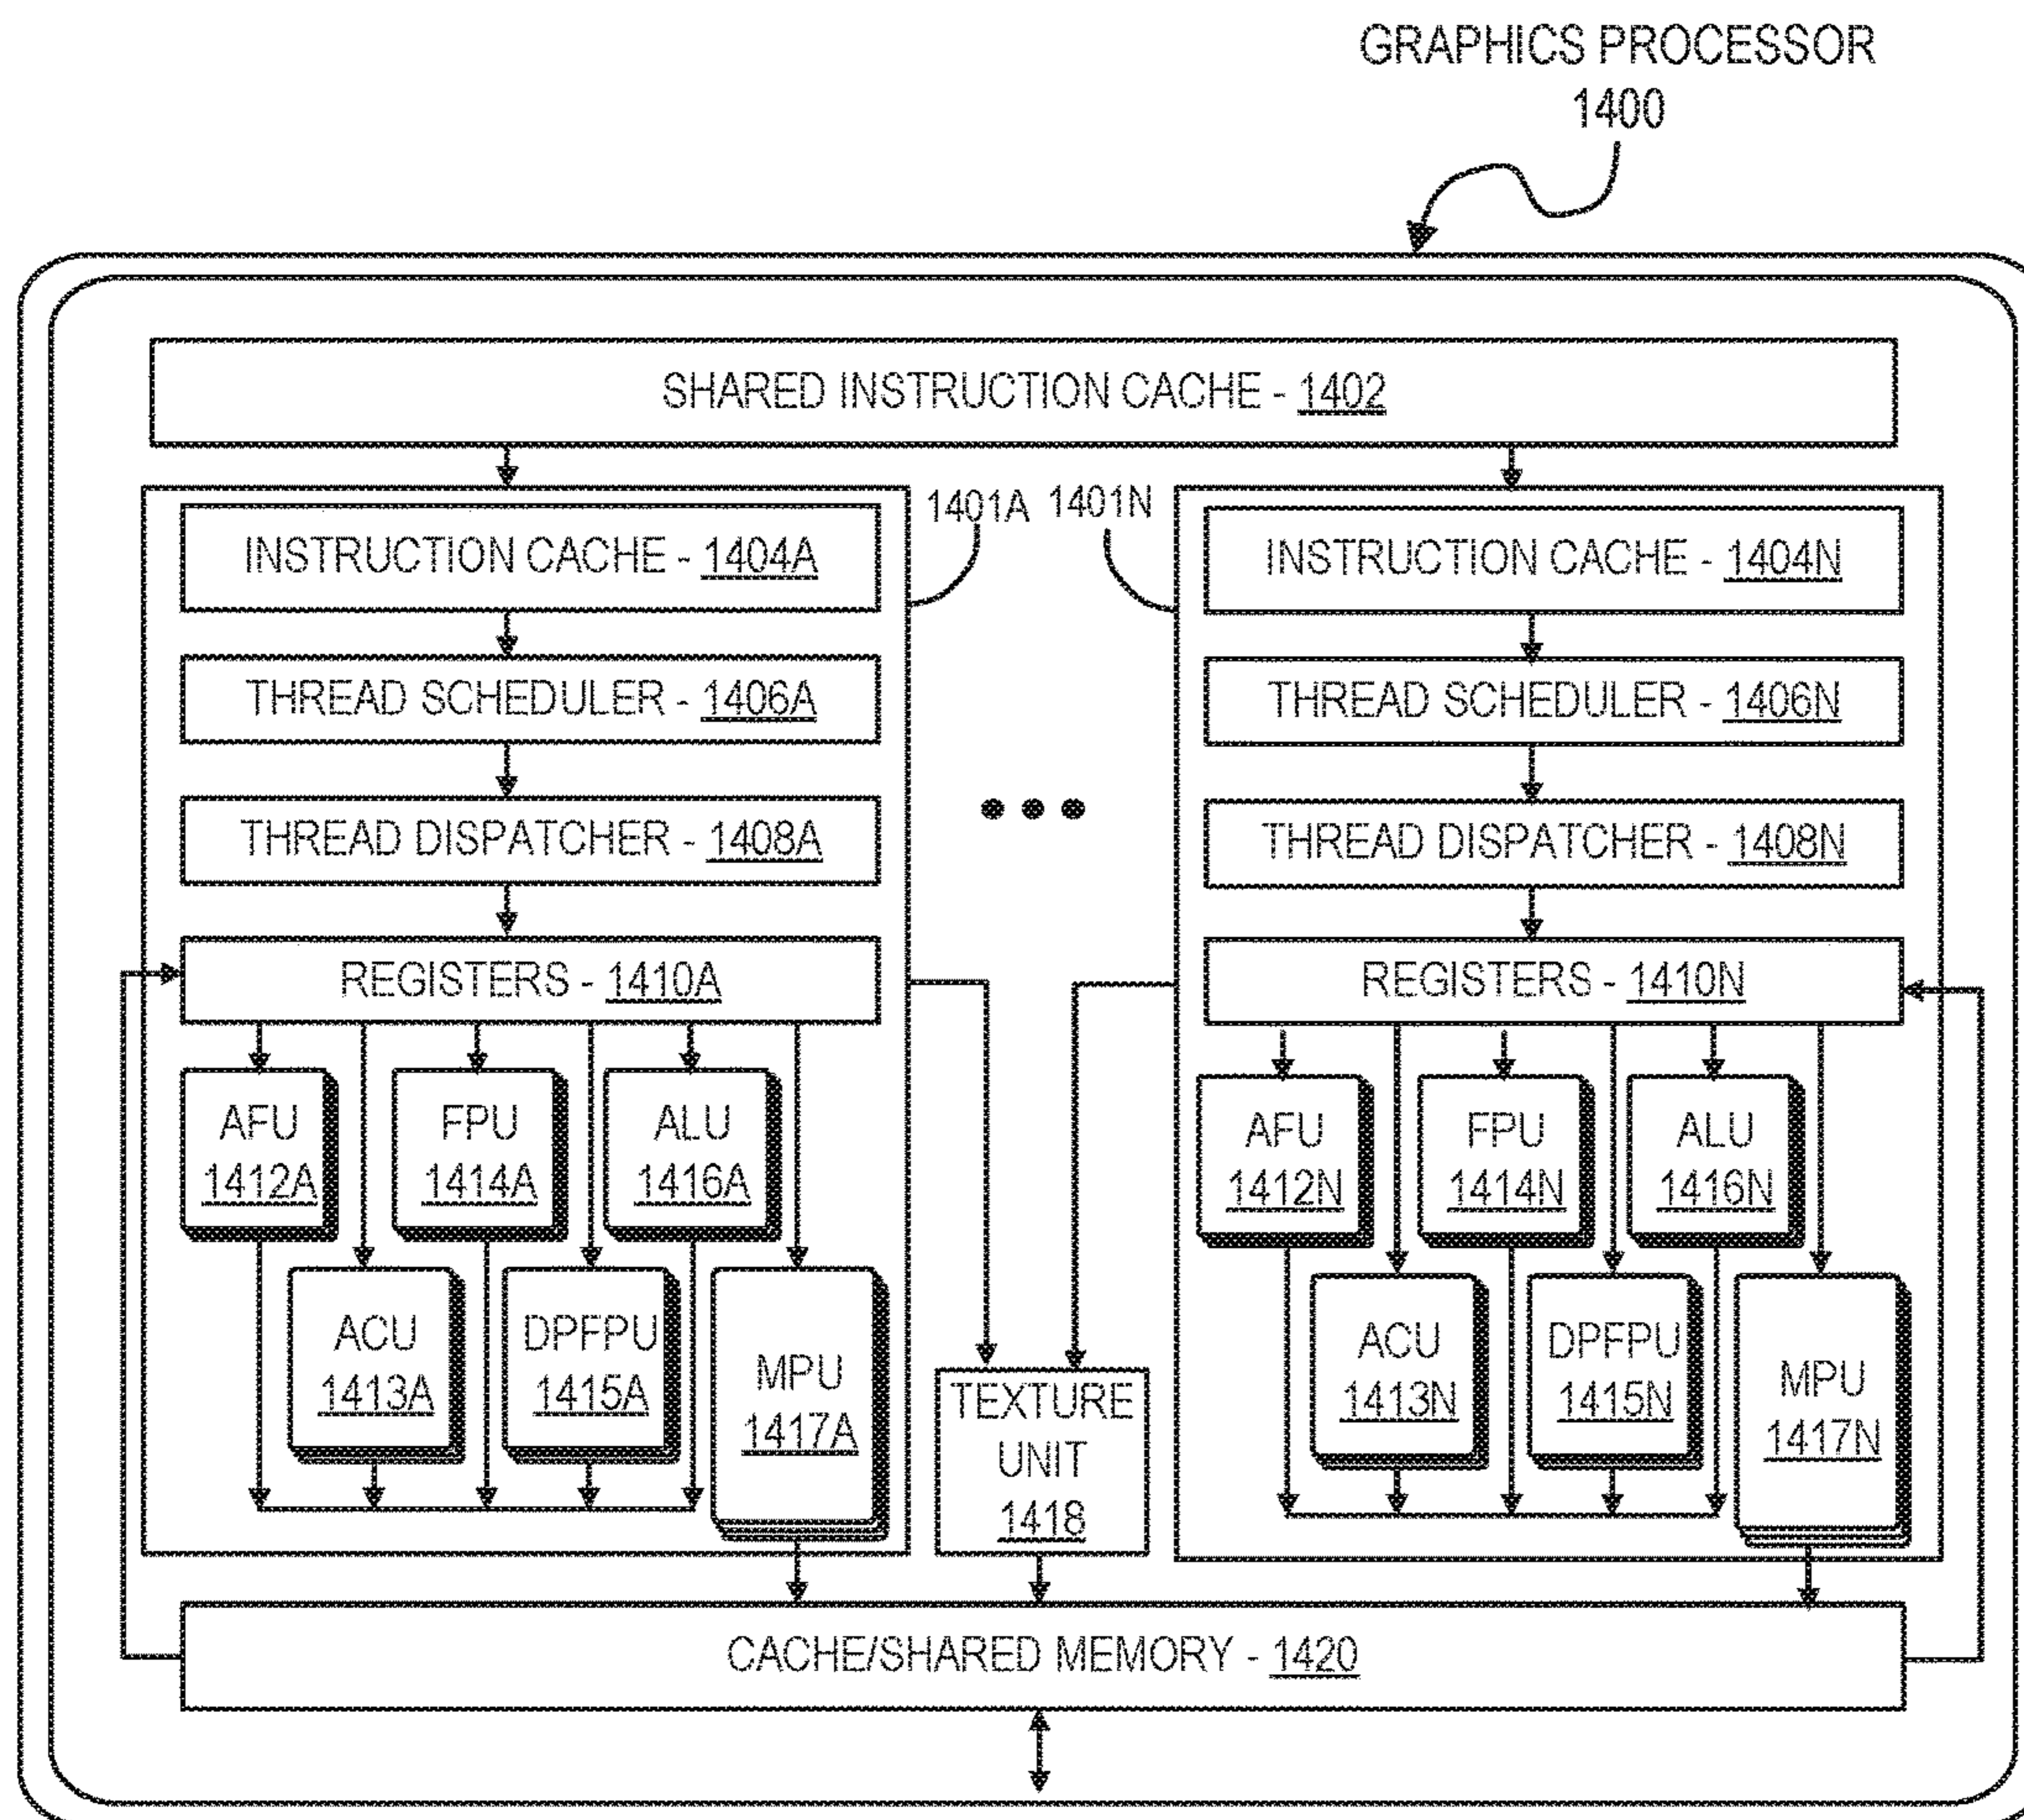 GRAPHICS PROCESSOR
1400
SHARED INSTRUCTION CACHE - 1402
1401A
1401N
INSTRUCTION CACHE - 1404A
THREAD SCHEDULER - 1406A
THREAD DISPATCHER - 1408A
REGISTERS - 1410A
AFU
1412A
FPU
1414A
ALU
1416A
ACU
1413A
DPFPU
1415A
MPU
1417A
TEXTURE
UNIT
1418
INSTRUCTION CACHE - 1404N
THREAD SCHEDULER - 1406N
THREAD DISPATCHER - 1408N
REGISTERS - 1410N
AFU
1412N
FPU
1414N
ALU
1416N
ACU
1413N
DPFPU
1415N
MPU
1417N
CACHE/SHARED MEMORY - 1420